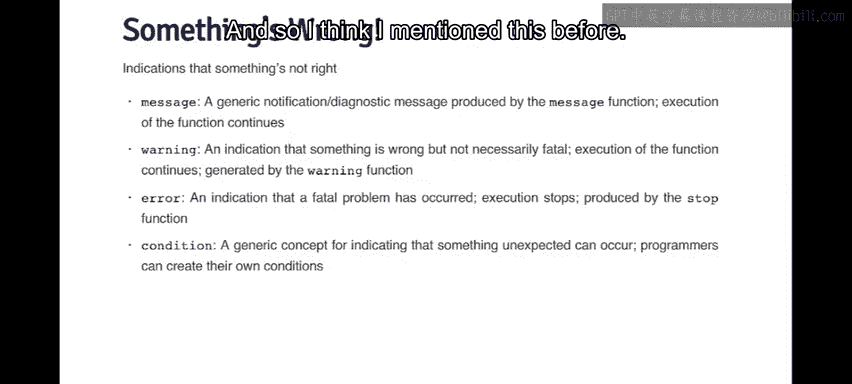 Something's Wrong!
And so I think I mentioned this before.
Indications that something's not right
· message: A generic notification/diagnostic message produced by the message function; execution
of the function continues
· warning: An indication that something is wrong but not necessarily fatal; execution of the function
continues; generated by the warning function
· error: An indication that a fatal problem has occurred; execution stops; produced by the stop
function
· condition: A generic concept for indicating that something unexpected can occur; programmers
can create their own conditions